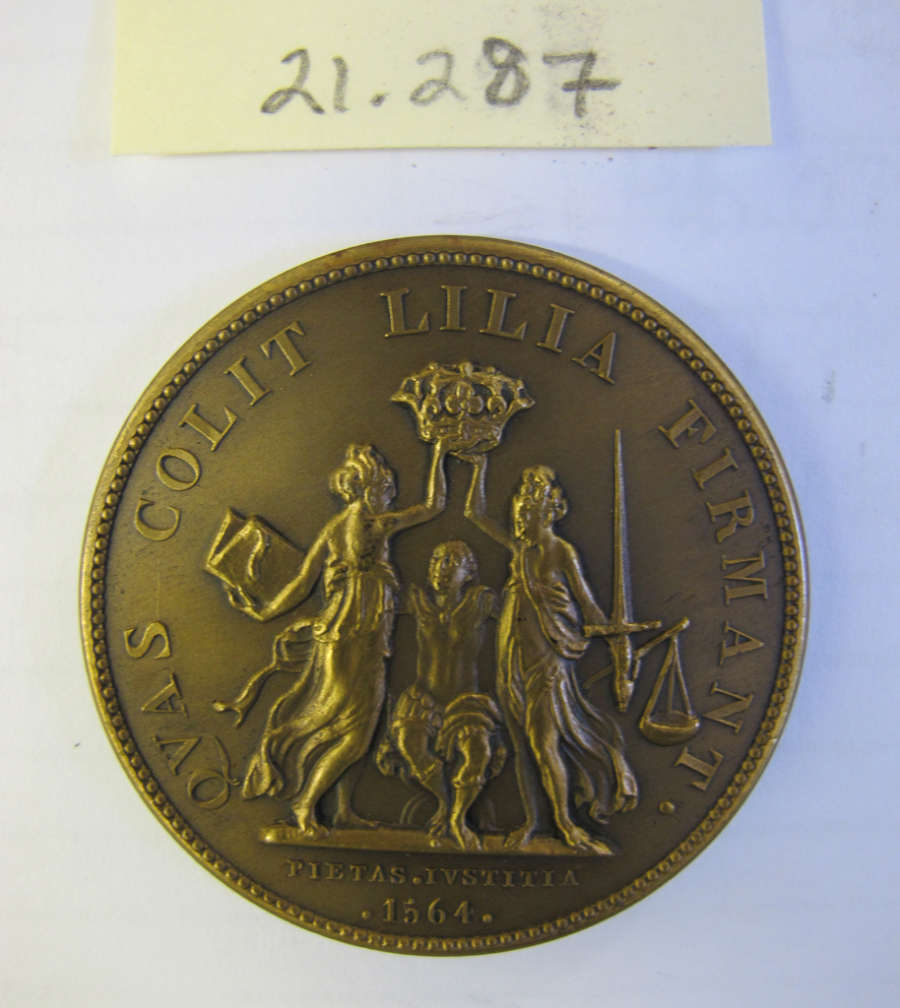 21.287
QVAS COLIT LILIA FIRMANT.
PIETAS.IVSTITIA
.1564.